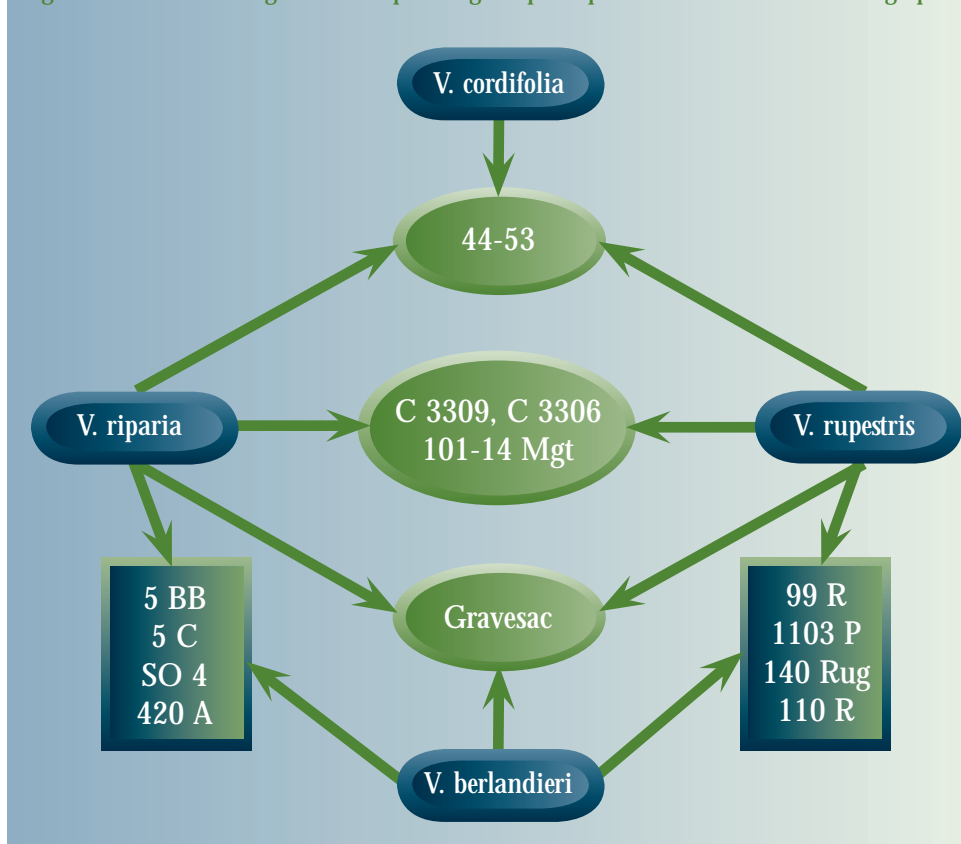 V. cordifolia
44-53
V. riparia
C 3309, C 3306
101-14 Mgt
V. rupestris
5 BB
5 C
SO 4
420 A
Gravesac
99 R
1103 P
140 Rug
110 R
V. berlandieri